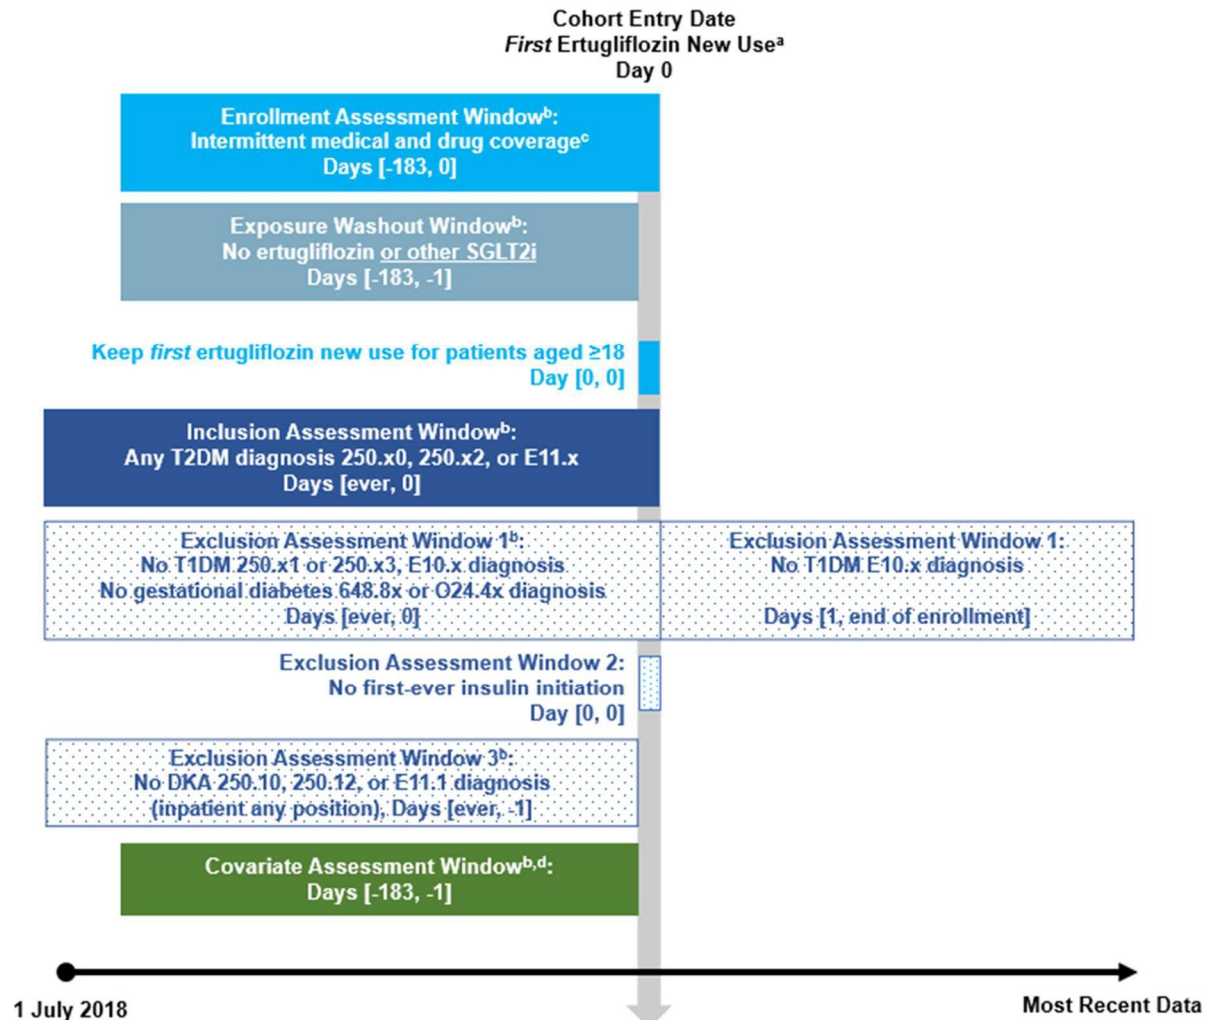 Cohort Entry Date
First Ertugliflozin New Useᵃ
Day 0
Enrollment Assessment Windowᵇ:
Intermittent medical and drug coverageᶜ
Days [-183, 0]
Exposure Washout Windowᵇ:
No ertugliflozin or other SGLT2i
Days [-183, -1]
Keep first ertugliflozin new use for patients aged ≥18
Day [0, 0]
Inclusion Assessment Windowᵇ:
Any T2DM diagnosis 250.x0, 250.x2, or E11.x
Days [ever, 0]
Exclusion Assessment Window 1ᵇ:
No T1DM 250.x1 or 250.x3, E10.x diagnosis
No gestational diabetes 648.8x or O24.4x diagnosis
Days [ever, 0]
Exclusion Assessment Window 1:
No T1DM E10.x diagnosis
Days [1, end of enrollment]
Exclusion Assessment Window 2:
No first-ever insulin initiation
Day [0, 0]
Exclusion Assessment Window 3ᵇ:
No DKA 250.10, 250.12, or E11.1 diagnosis
(inpatient any position), Days [ever, -1]
Covariate Assessment Windowᵇ,ᵈ:
Days [-183, -1]
1 July 2018
Most Recent Data